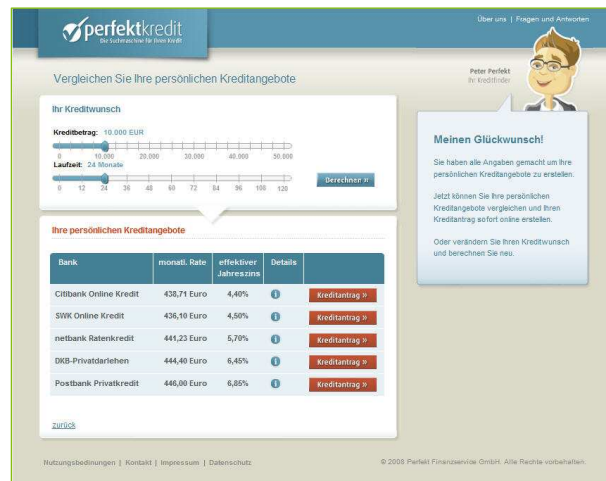 Über uns | Fragen und Antworten
perfektkredit
Die Suchmaschine für Ihren Kredit
Peter Perfekt
Ihr Kreditfinder
Vergleichen Sie Ihre persönlichen Kreditangebote
Ihr Kreditwunsch
Kreditbetrag: 10.000 EUR
0 10.000 20.000 30.000 40.000 50.000
Laufzeit: 24 Monate
0 12 24 36 48 60 72 84 96 108 120
Berechnen »
Meinen Glückwunsch!
Sie haben alle Angaben gemacht um Ihre
persönlichen Kreditangebote zu erstellen.
Jetzt können Sie Ihre persönlichen
Kreditangebote vergleichen und Ihren
Kreditantrag sofort online erstellen.
Oder verändern Sie Ihren Kreditwunsch
und berechnen Sie neu.
Ihre persönlichen Kreditangebote
Bank monatl. Rate effektiver Jahreszins Details
Citibank Online Kredit 438,71 Euro 4,40% Kreditantrag »
SWK Online Kredit 436,10 Euro 4,50% Kreditantrag »
netbank Ratenkredit 441,23 Euro 5,70% Kreditantrag »
DKB-Privatdarlehen 444,40 Euro 6,45% Kreditantrag »
Postbank Privatkredit 446,00 Euro 6,85% Kreditantrag »
zurück
Nutzungsbedinungen | Kontakt | Impressum | Datenschutz
© 2008 Perfekt Finanzservice GmbH. Alle Rechte vorbehalten.